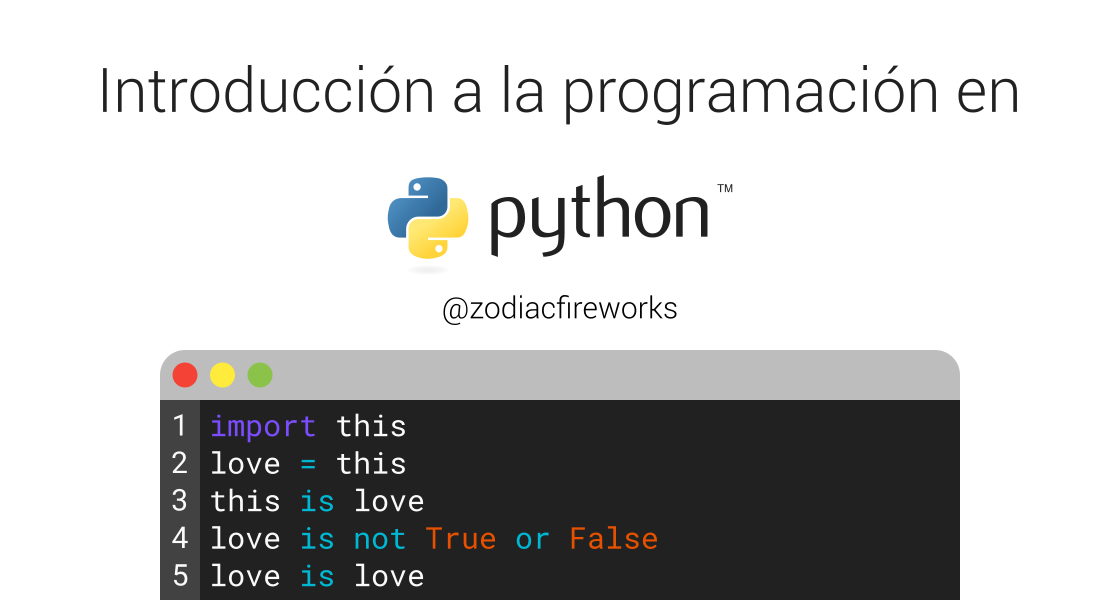 Introducción a la programación en
python™
@zodiacfireworks
1 import this
2 love = this
3 this is love
4 love is not True or False
5 love is love